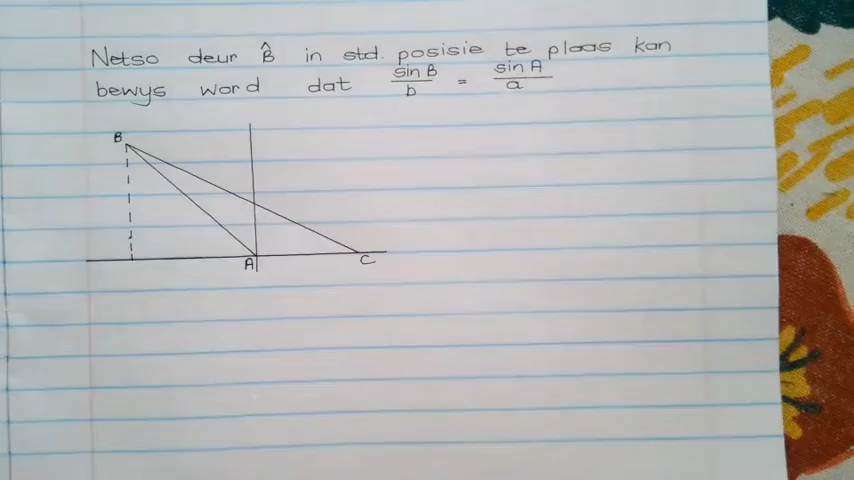 Netso deur B̂ in std. posisie te plaas kan
bewys word dat sin B / b = sin A / a
B
A
C